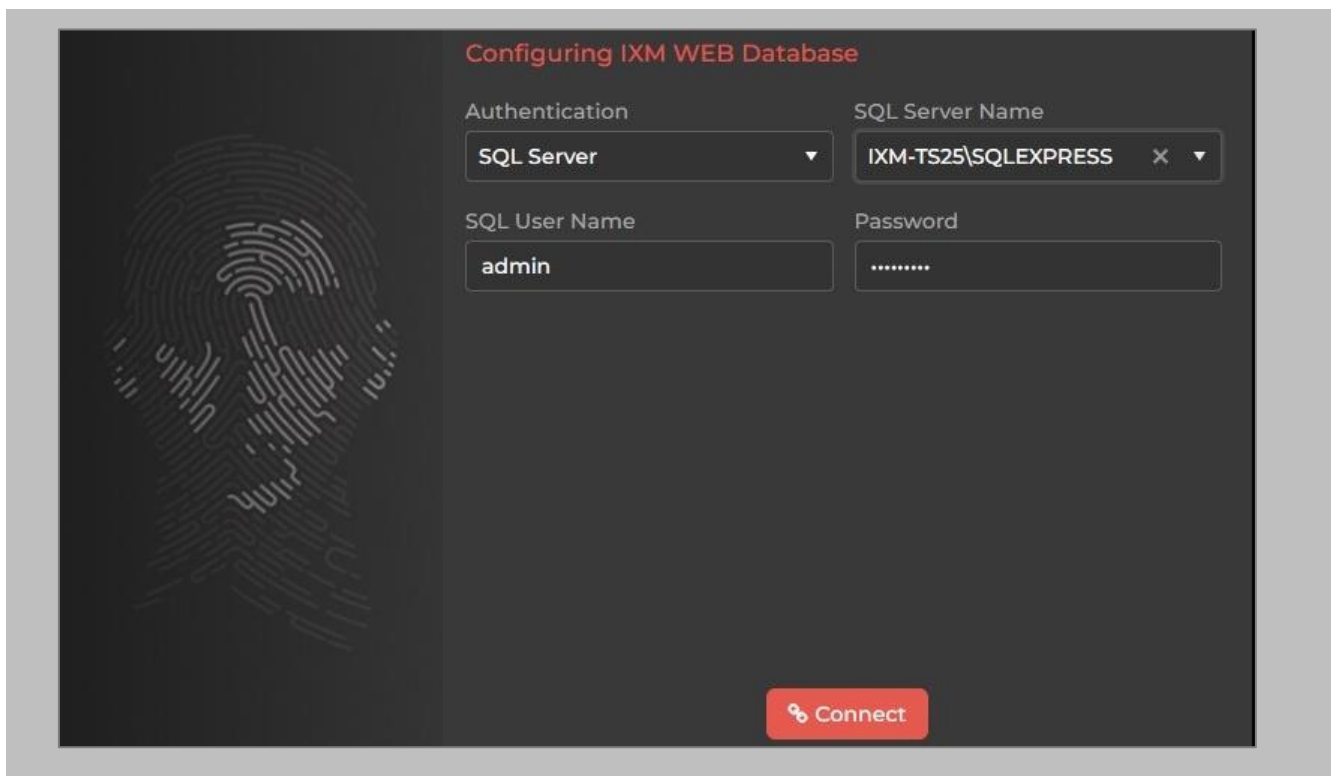 Configuring IXM WEB Database
Authentication
SQL Server Name
SQL Server
IXM-TS25\SQLEXPRESS
SQL User Name
Password
admin
•••••••••
Connect